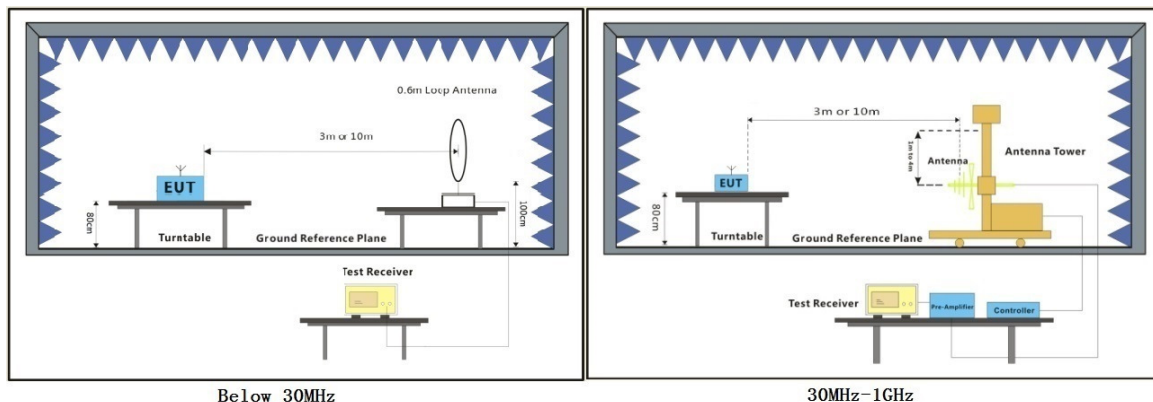 0.6m Loop Antenna
3m or 10m
EUT
80cm
100cm
Turntable
Ground Reference Plane
Test Receiver
Below 30MHz
3m or 10m
1m to 4m
Antenna
Antenna Tower
EUT
80cm
Turntable
Ground Reference Plane
Test Receiver
Pre-Amplifier
Controller
30MHz-1GHz